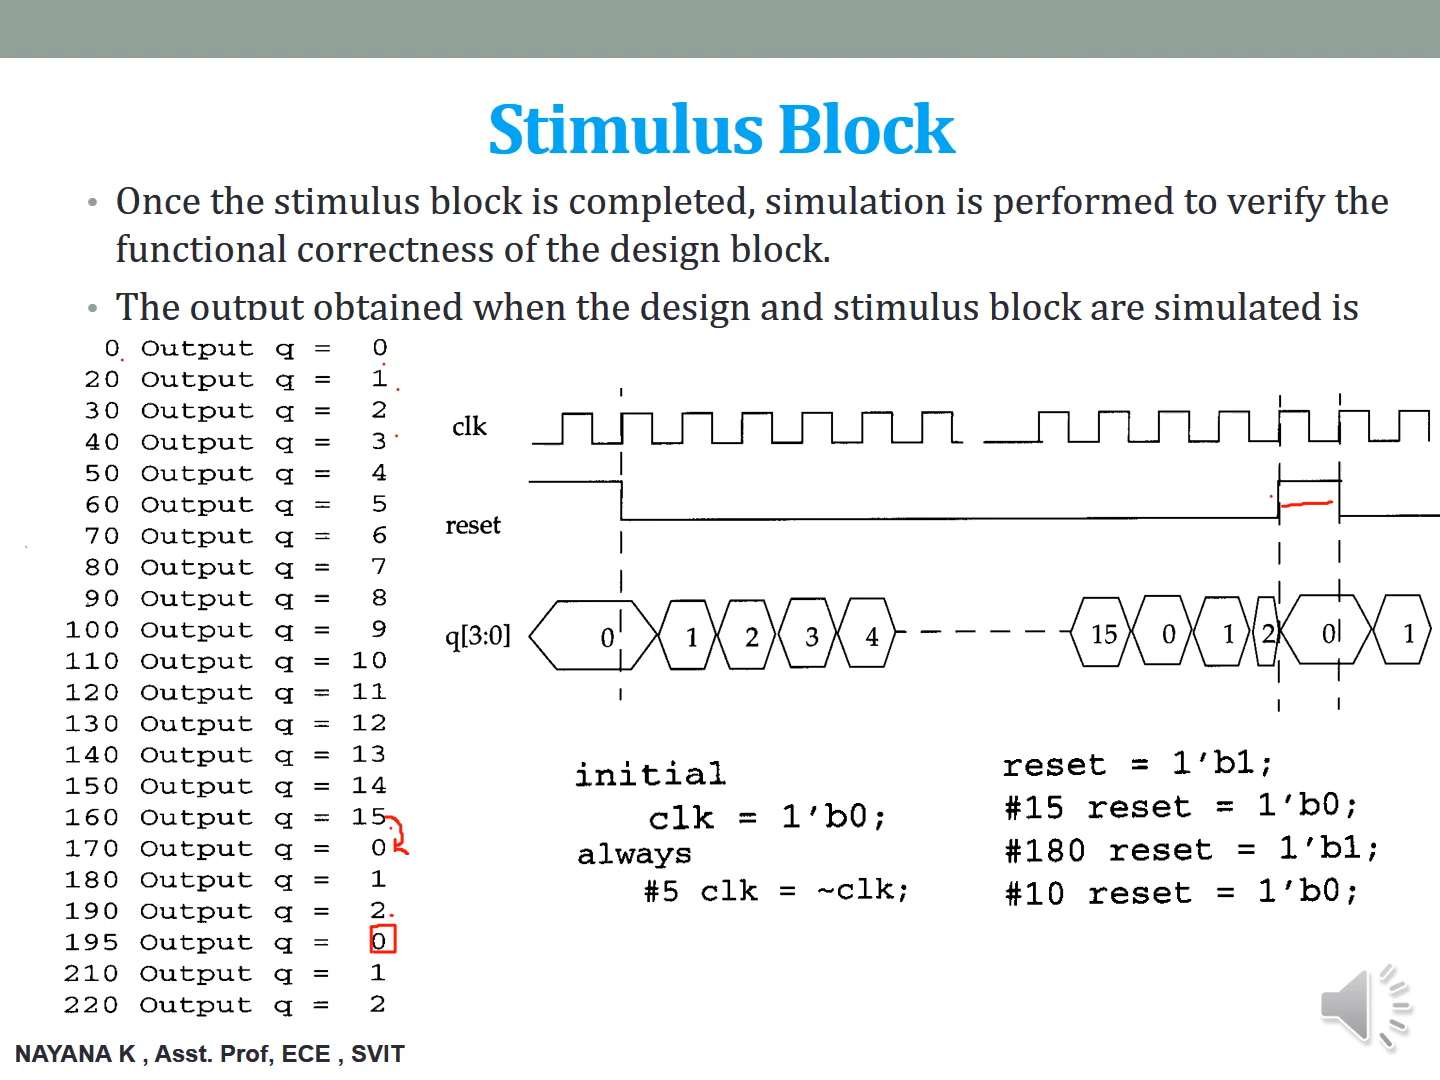 Stimulus Block
• Once the stimulus block is completed, simulation is performed to verify the
functional correctness of the design block.
• The output obtained when the design and stimulus block are simulated is
0 Output q = 0
20 Output q = 1
30 Output q = 2
40 Output q = 3
50 Output q = 4
60 Output q = 5
70 Output q = 6
80 Output q = 7
90 Output q = 8
100 Output q = 9
110 Output q = 10
120 Output q = 11
130 Output q = 12
140 Output q = 13
150 Output q = 14
160 Output q = 15
170 Output q = 0
180 Output q = 1
190 Output q = 2
195 Output q = 0
210 Output q = 1
220 Output q = 2
clk
reset
q[3:0] 0 1 2 3 4 15 0 1 2 0 1
initial
clk = 1'b0;
always
#5 clk = ~clk;
reset = 1'b1;
#15 reset = 1'b0;
#180 reset = 1'b1;
#10 reset = 1'b0;
NAYANA K , Asst. Prof, ECE , SVIT